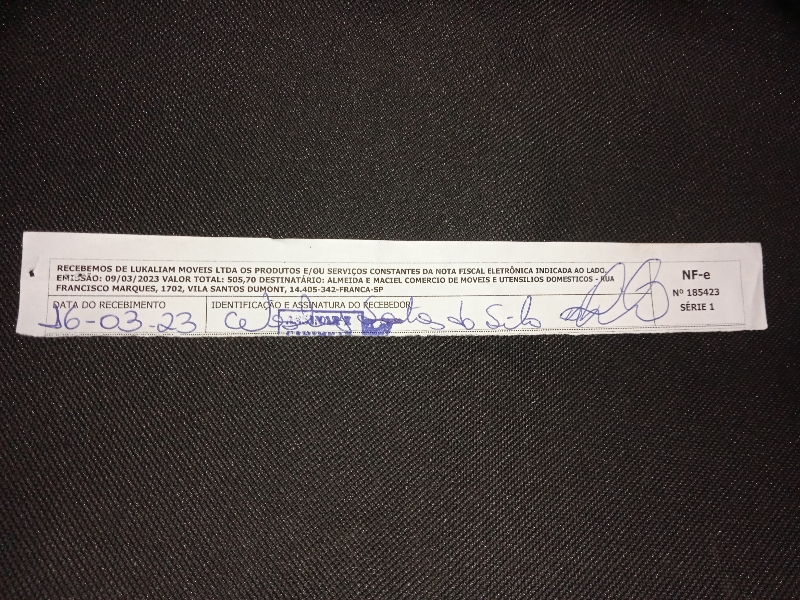 RECEBEMOS DE LUKALIAM MOVEIS LTDA OS PRODUTOS E/OU SERVIÇOS CONSTANTES DA NOTA FISCAL ELETRÔNICA INDICADA AO LADO.
EMISSÃO: 09/03/2023 VALOR TOTAL: 505,70 DESTINATÁRIO: ALMEIDA E MACIEL COMERCIO DE MOVEIS E UTENSILIOS DOMESTICOS - RUA
FRANCISCO MARQUES, 1702, VILA SANTOS DUMONT, 14.405-342-FRANCA-SP
NF-e
Nº 185423
SÉRIE 1
DATA DO RECEBIMENTO
16-03-23
IDENTIFICAÇÃO E ASSINATURA DO RECEBEDOR
da Silva